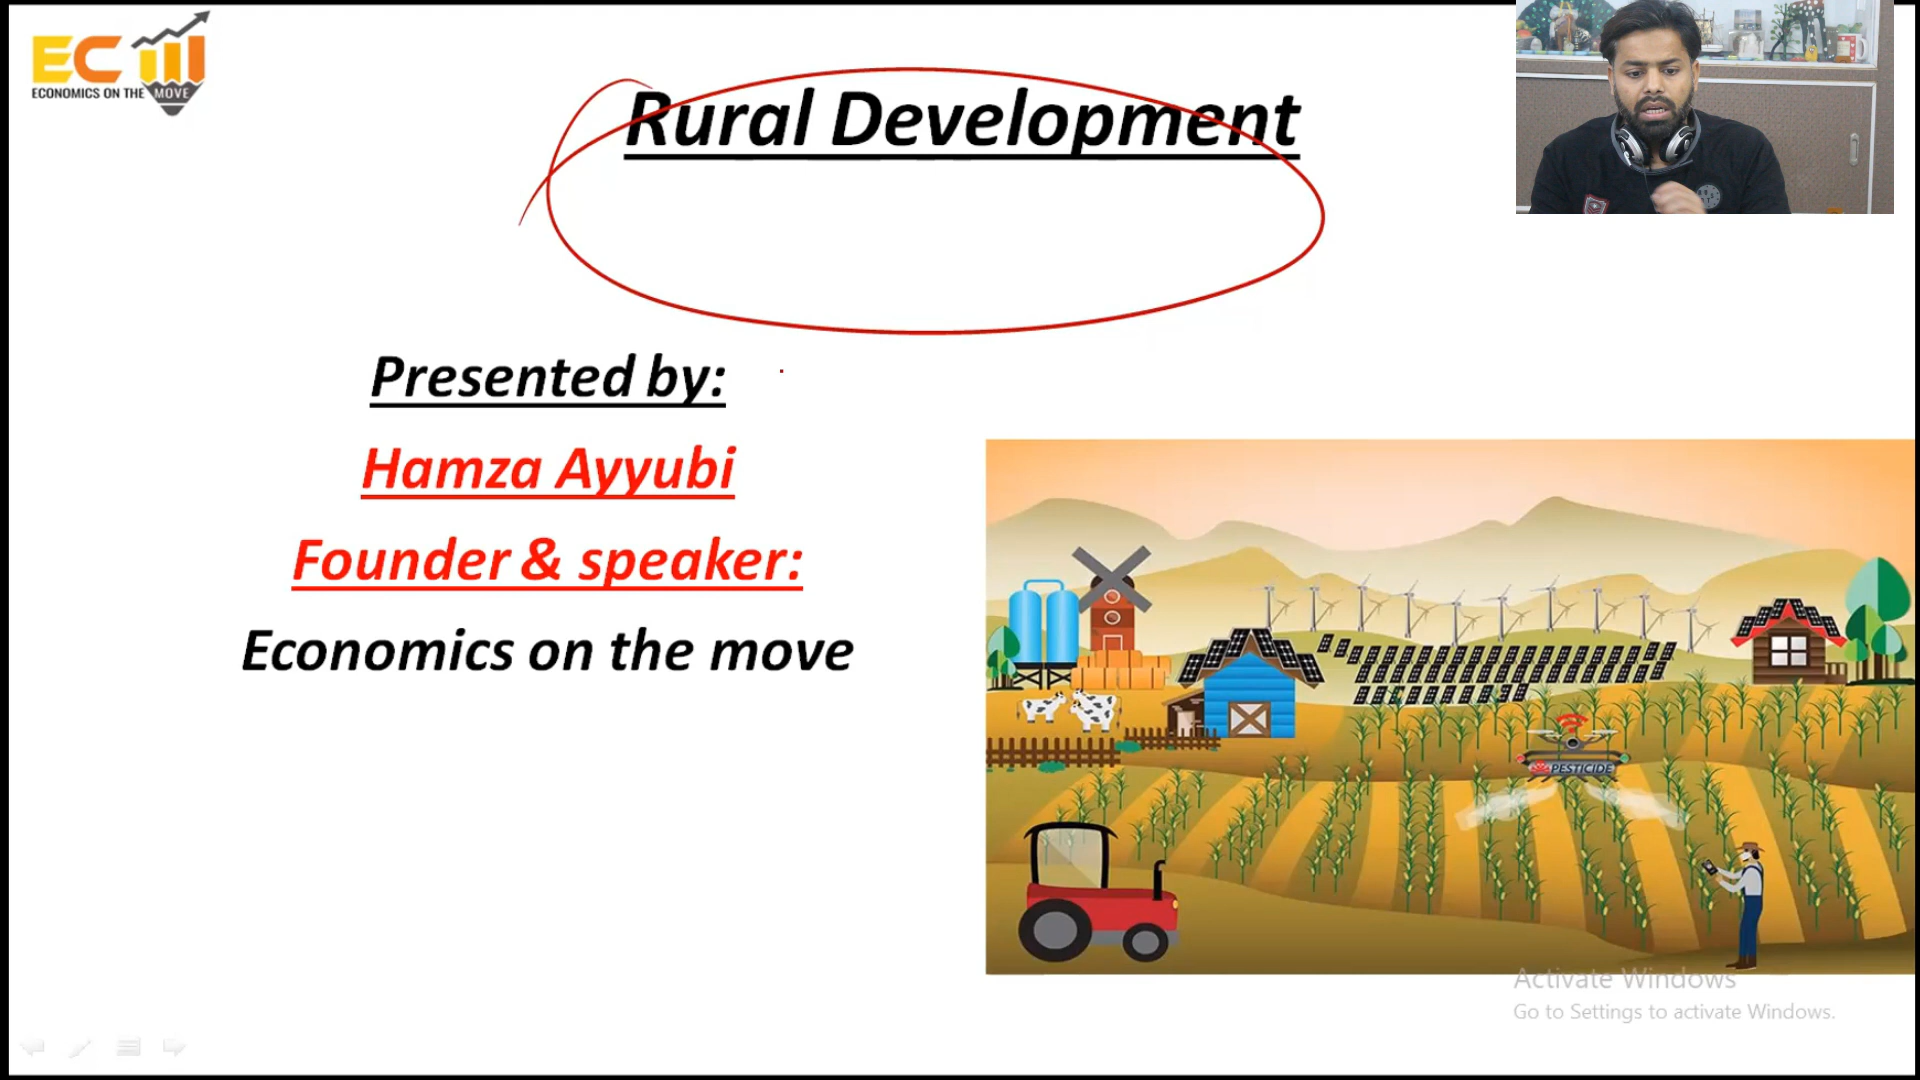 EC
ECONOMICS ON THE MOVE
Rural Development
Presented by:
Hamza Ayyubi
Founder & speaker:
Economics on the move
PESTICIDE
Activate Windows
Go to Settings to activate Windows.